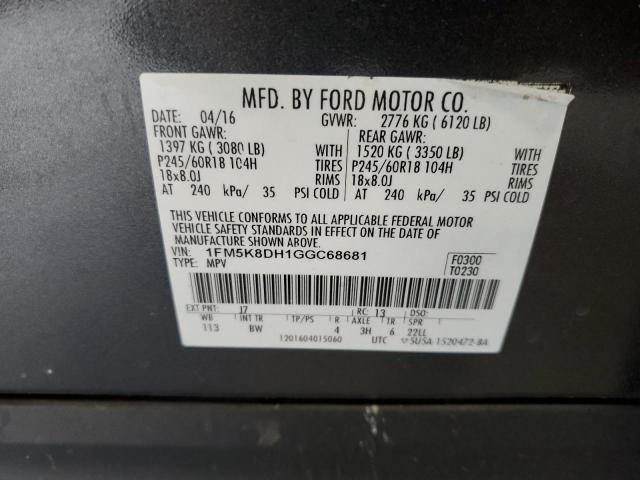 MFD. BY FORD MOTOR CO.
DATE: 04/16 GVWR: 2776 KG ( 6120 LB)
FRONT GAWR: REAR GAWR:
1397 KG ( 3080 LB) WITH 1520 KG ( 3350 LB) WITH
P245/60R18 104H TIRES P245/60R18 104H TIRES
18x8.0J RIMS 18x8.0J RIMS
AT 240 kPa/ 35 PSI COLD AT 240 kPa/ 35 PSI COLD
THIS VEHICLE CONFORMS TO ALL APPLICABLE FEDERAL MOTOR
VEHICLE SAFETY STANDARDS IN EFFECT ON THE DATE OF
MANUFACTURE SHOWN ABOVE.
VIN: 1FM5K8DH1GGC68681 F0300
TYPE: MPV T0230
EXT PNT: J7 RC: 13 DSO:
WB INT TR TP/PS R AXLE TR SPR
113 BW 4 3H 6 22LL
1201604015060 UTC ▽5USA-1520472-BA